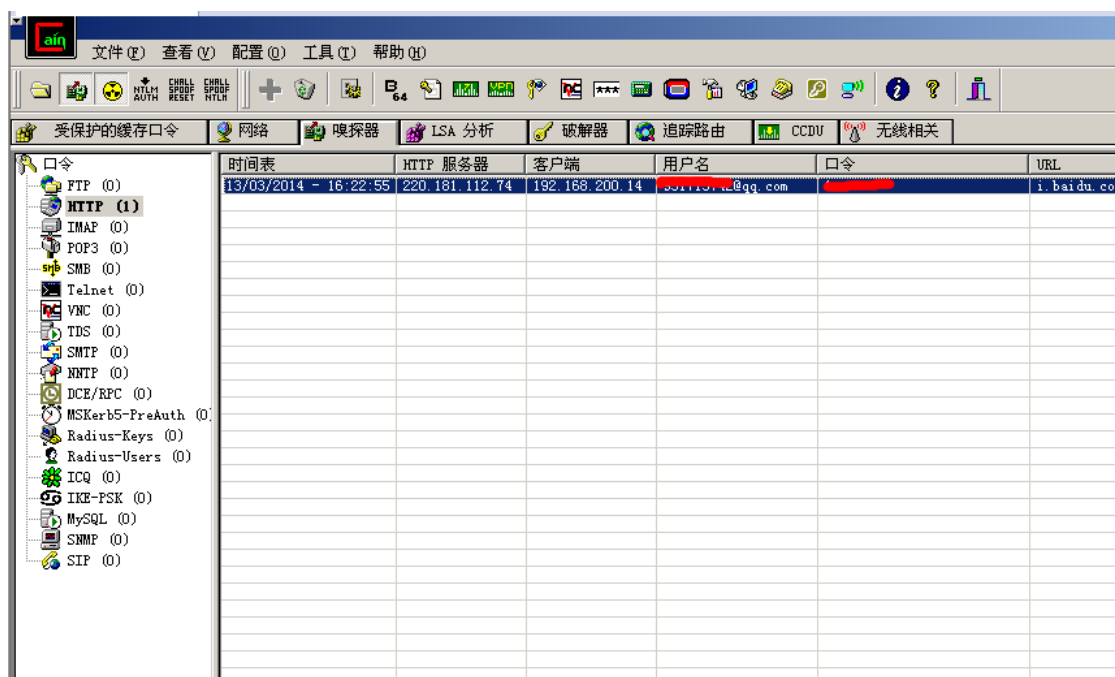 aın
文件(F) 查看(V) 配置(O) 工具(T) 帮助(H)
NTLM AUTH CHALL SPOOF RESET CHALL SPOOF NTLM B64
受保护的缓存口令 网络 嗅探器 LSA 分析 破解器 追踪路由 CCDU 无线相关
口令 时间表 HTTP 服务器 客户端 用户名 口令 URL
FTP (0) 13/03/2014 - 16:22:55 220.181.112.74 192.168.200.14 @qq.com i.baidu.co
HTTP (1)
IMAP (0)
POP3 (0)
SMB (0)
Telnet (0)
VNC (0)
TDS (0)
SMTP (0)
NNTP (0)
DCE/RPC (0)
MSKerb5-PreAuth (0
Radius-Keys (0)
Radius-Users (0)
ICQ (0)
IKE-PSK (0)
MySQL (0)
SNMP (0)
SIP (0)